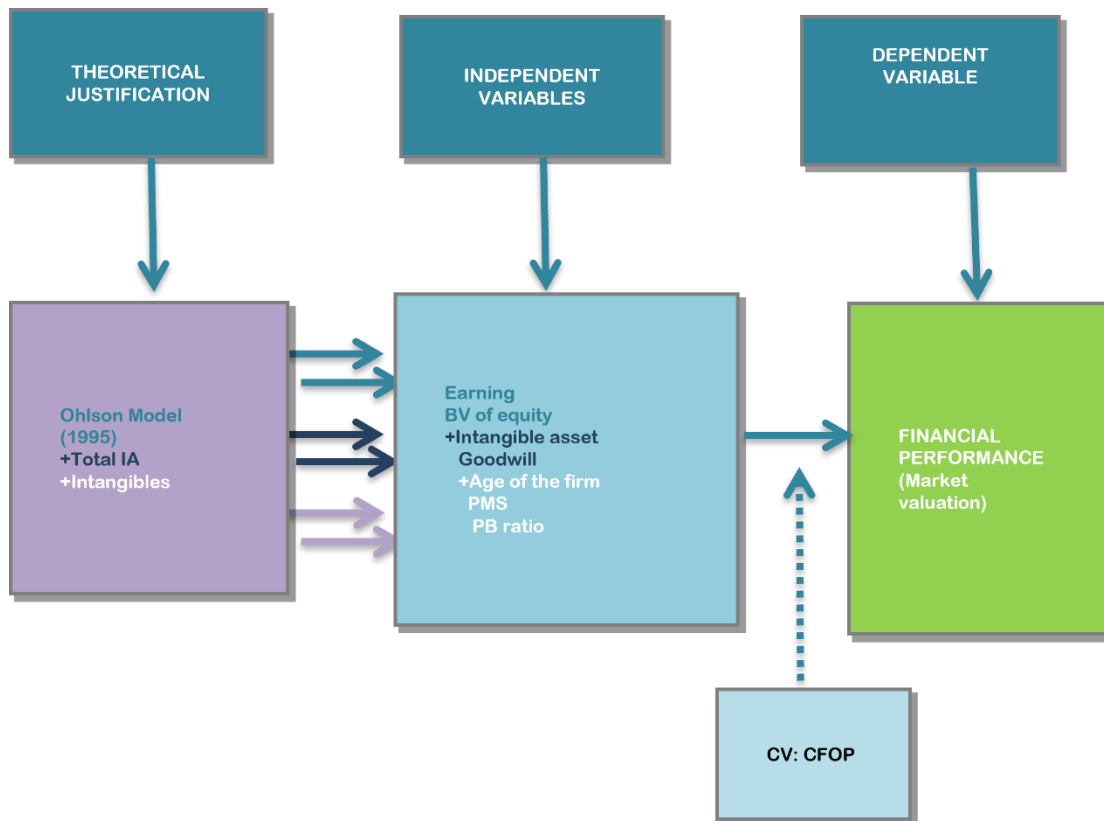 THEORETICAL
JUSTIFICATION
INDEPENDENT
VARIABLES
DEPENDENT
VARIABLE
Ohlson Model
(1995)
+Total IA
+Intangibles
Earning
BV of equity
+Intangible asset
Goodwill
+Age of the firm
PMS
PB ratio
FINANCIAL
PERFORMANCE
(Market
valuation)
CV: CFOP